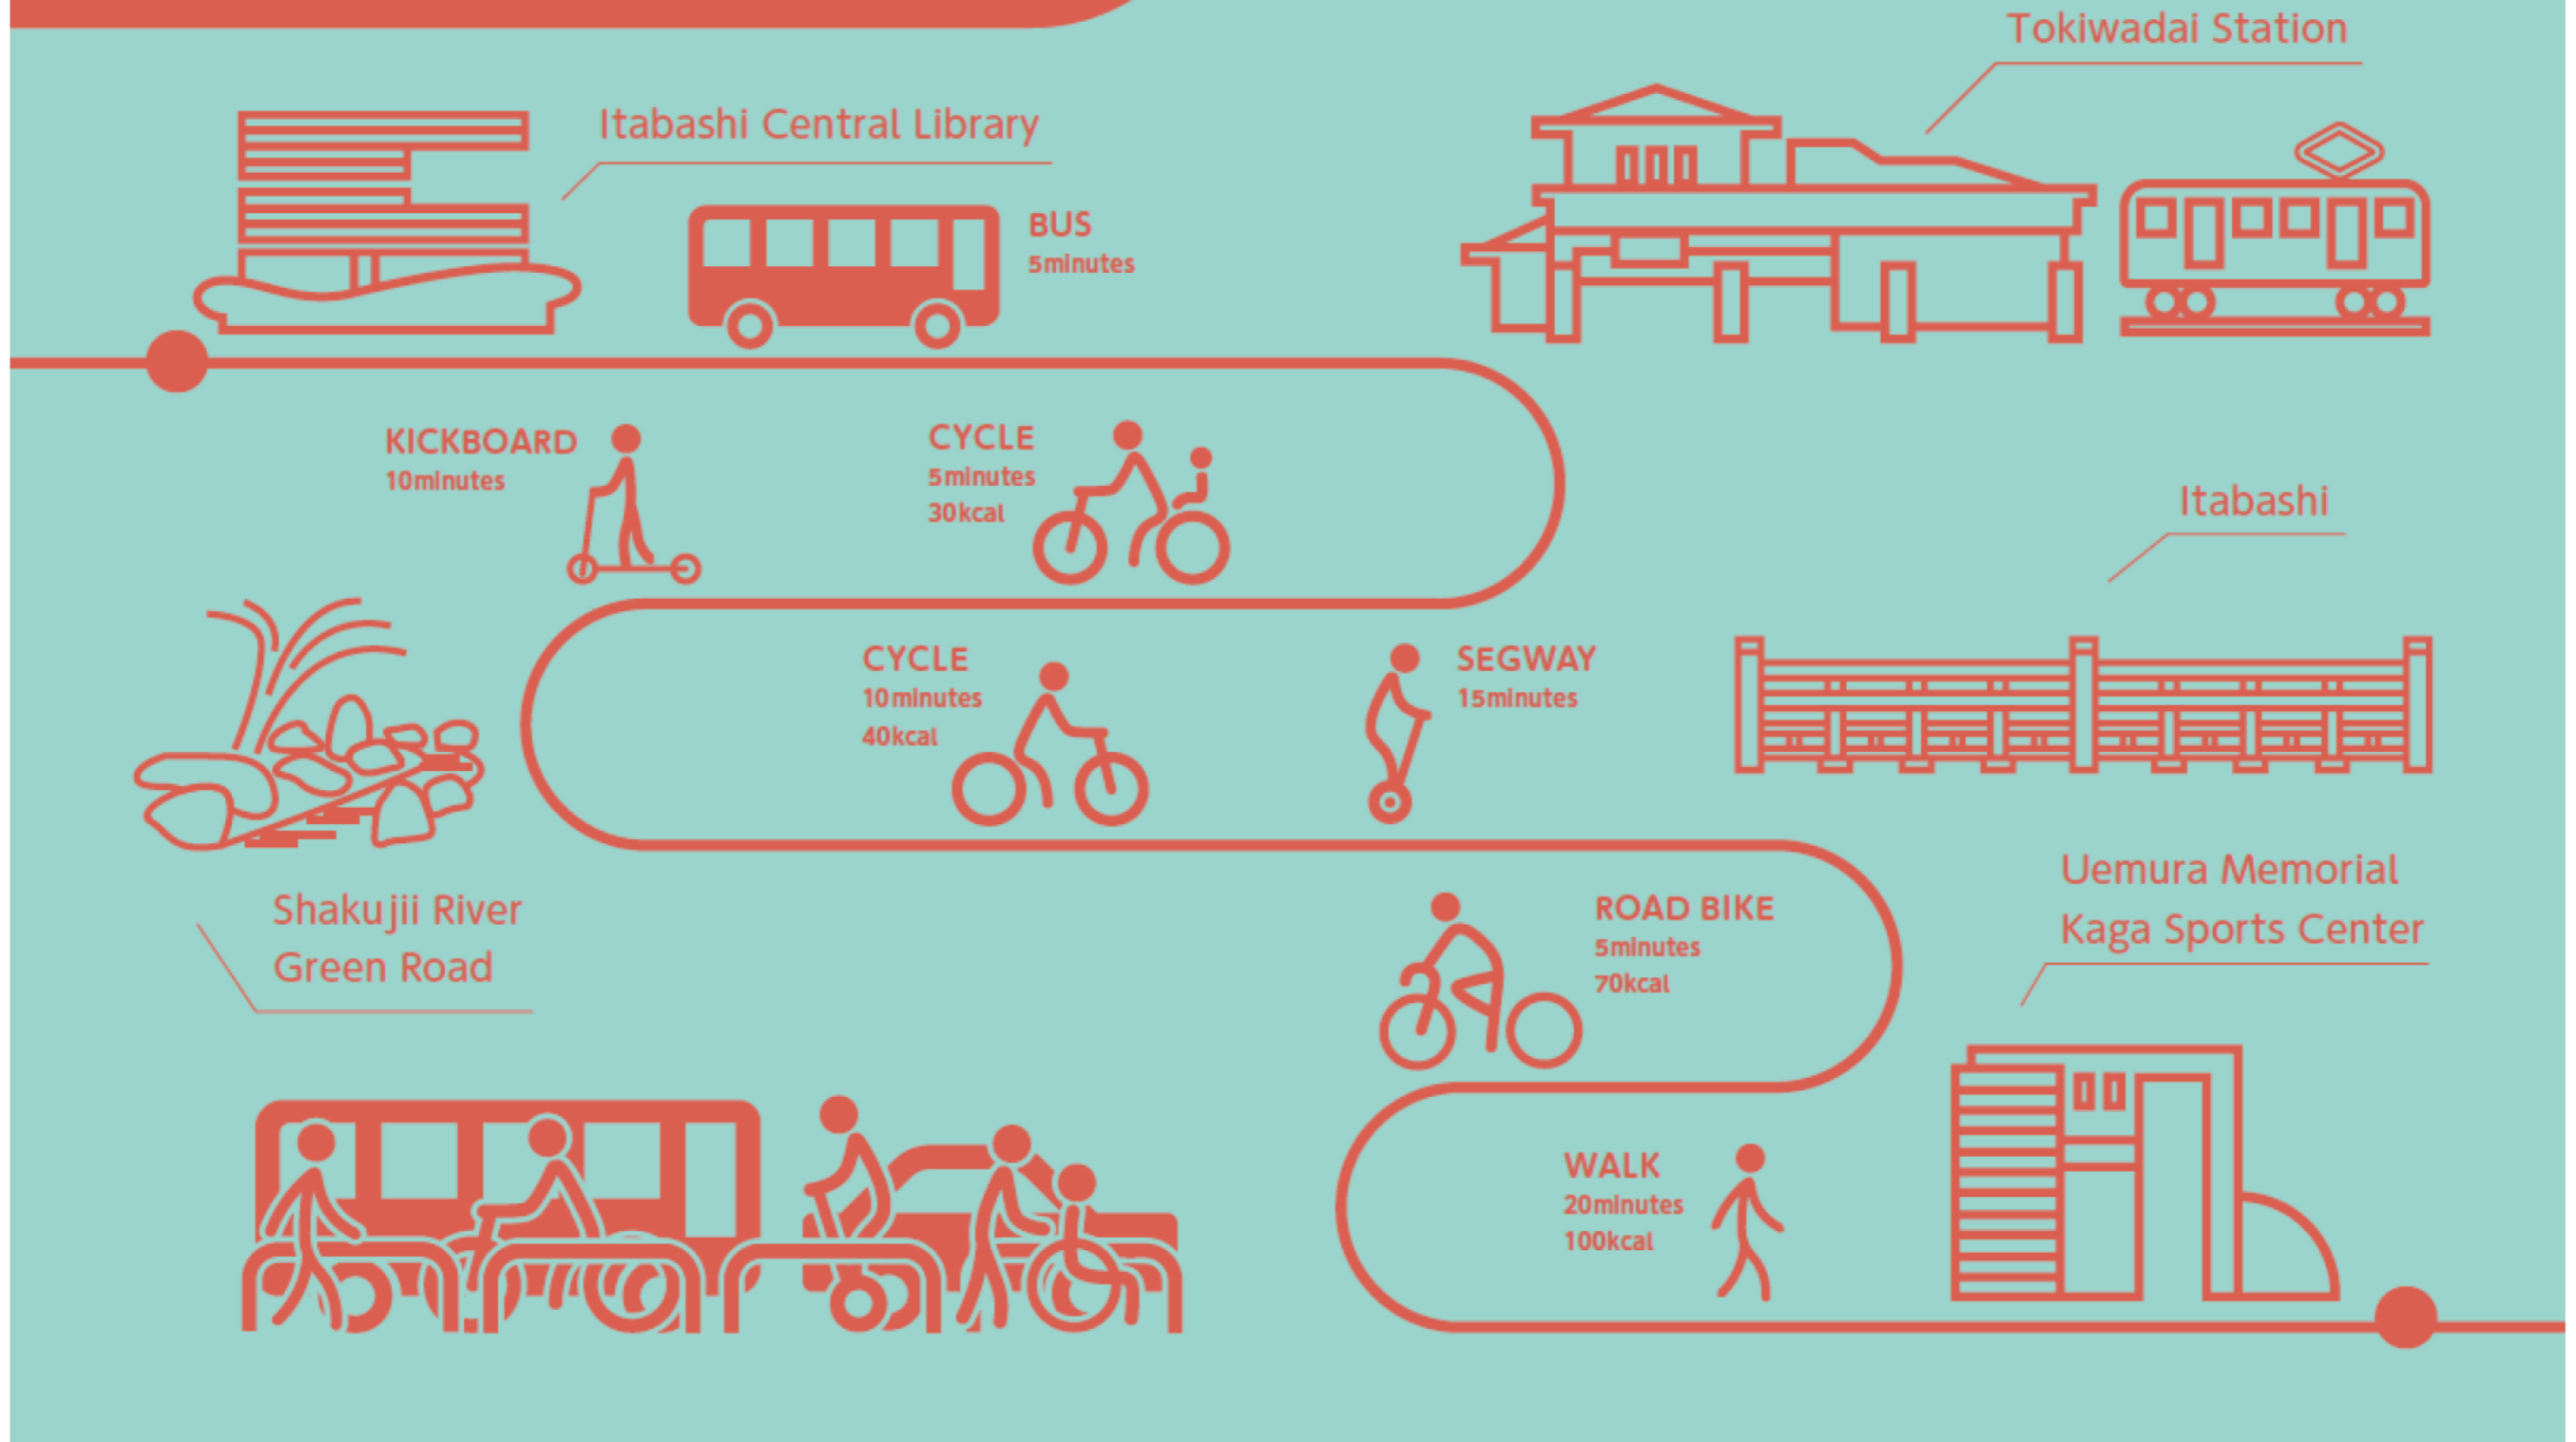 Tokiwadai Station
Itabashi Central Library
BUS
5minutes
KICKBOARD
10minutes
CYCLE
5minutes
30kcal
Itabashi
CYCLE
10minutes
40kcal
SEGWAY
15minutes
Shakujii River
Green Road
ROAD BIKE
5minutes
70kcal
Uemura Memorial
Kaga Sports Center
WALK
20minutes
100kcal